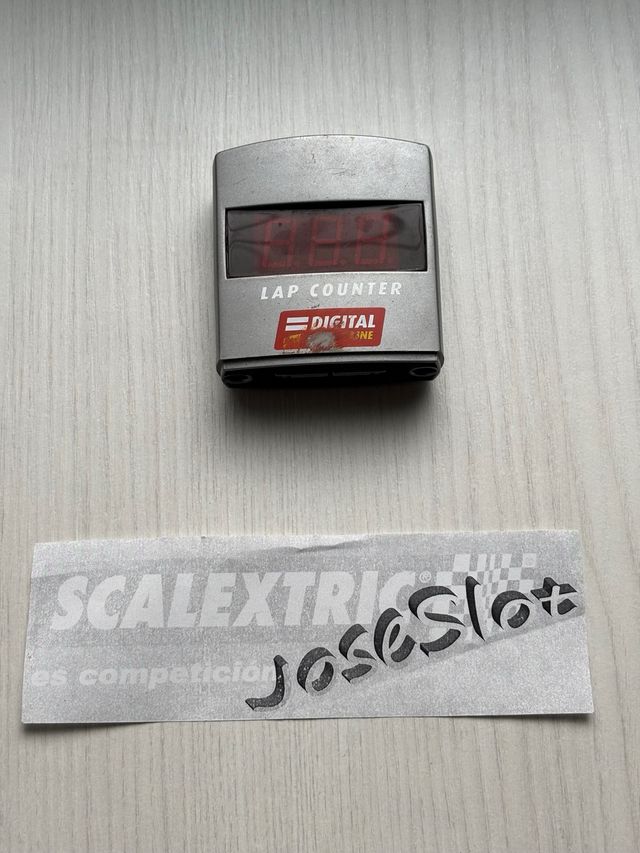 LAP COUNTER
DIGITAL
SCALEXTRIC®
es competición
JoseSlot